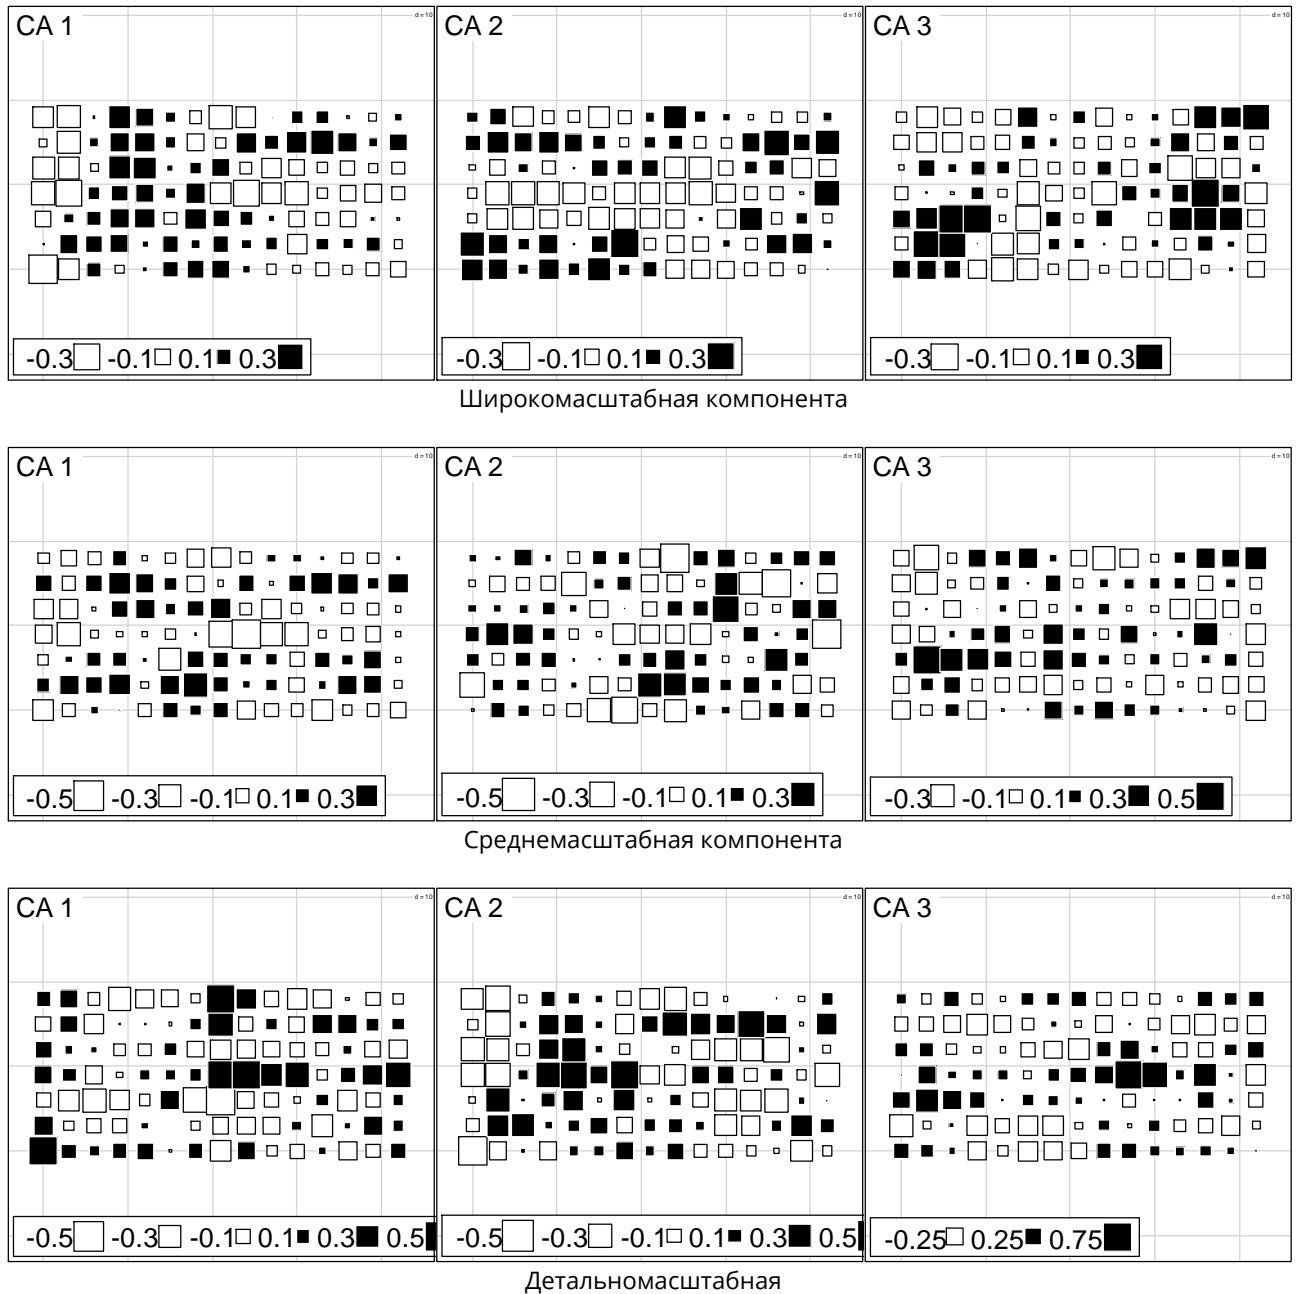 CA 1
d = 10
CA 2
d = 10
CA 3
d = 10
-0.3 -0.1 0.1 0.3
-0.3 -0.1 0.1 0.3
-0.3 -0.1 0.1 0.3
Широкомасштабная компонента
CA 1
d = 10
CA 2
d = 10
CA 3
d = 10
-0.5 -0.3 -0.1 0.1 0.3
-0.5 -0.3 -0.1 0.1 0.3
-0.3 -0.1 0.1 0.3 0.5
Среднемасштабная компонента
CA 1
d = 10
CA 2
d = 10
CA 3
d = 10
-0.5 -0.3 -0.1 0.1 0.3 0.5
-0.5 -0.3 -0.1 0.1 0.3 0.5
-0.25 0.25 0.75
Детальномасштабная